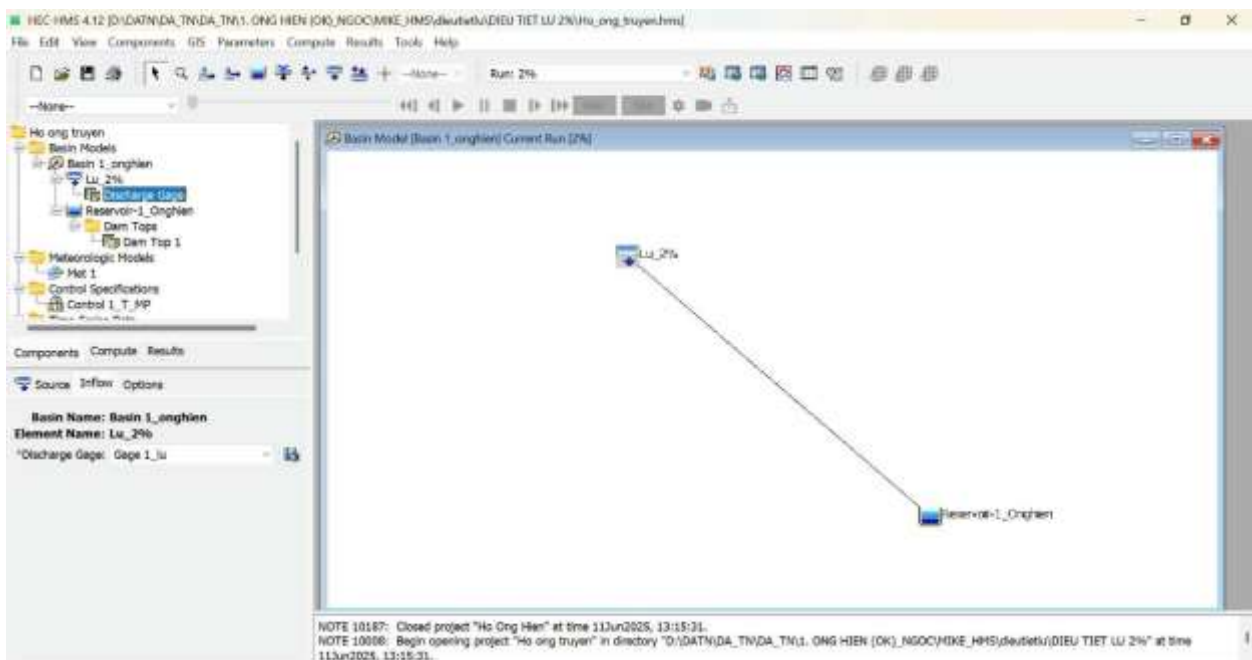 HEC-HMS 4.12 [D:\DATN\DA_TN\DA_TN\1. ONG HIEN (OK)_NGOC\MIKE_HMS\dieutietlu\DIEU TIET LU 2%\Ho_ong_truyen.hms]
File Edit View Components GIS Parameters Compute Results Tools Help
--None-- Run: 2%
--None--
Ho ong truyen
Basin Models
Basin 1_onghien
Lu_2%
Discharge Gage
Reservoir-1_Onghien
Dam Tops
Dam Top 1
Meteorologic Models
Met 1
Control Specifications
Control 1_T_MP
Components Compute Results
Source Inflow Options
Basin Name: Basin 1_onghien
Element Name: Lu_2%
*Discharge Gage: Gage 1_lu
Basin Model [Basin 1_onghien] Current Run [2%]
Lu_2%
Reservoir-1_Onghien
NOTE 10187: Closed project "Ho Ong Hien" at time 11Jun2025, 13:15:31.
NOTE 10008: Begin opening project "Ho ong truyen" in directory "D:\DATN\DA_TN\DA_TN\1. ONG HIEN (OK)_NGOC\MIKE_HMS\dieutietlu\DIEU TIET LU 2%" at time
11Jun2025, 13:15:31.